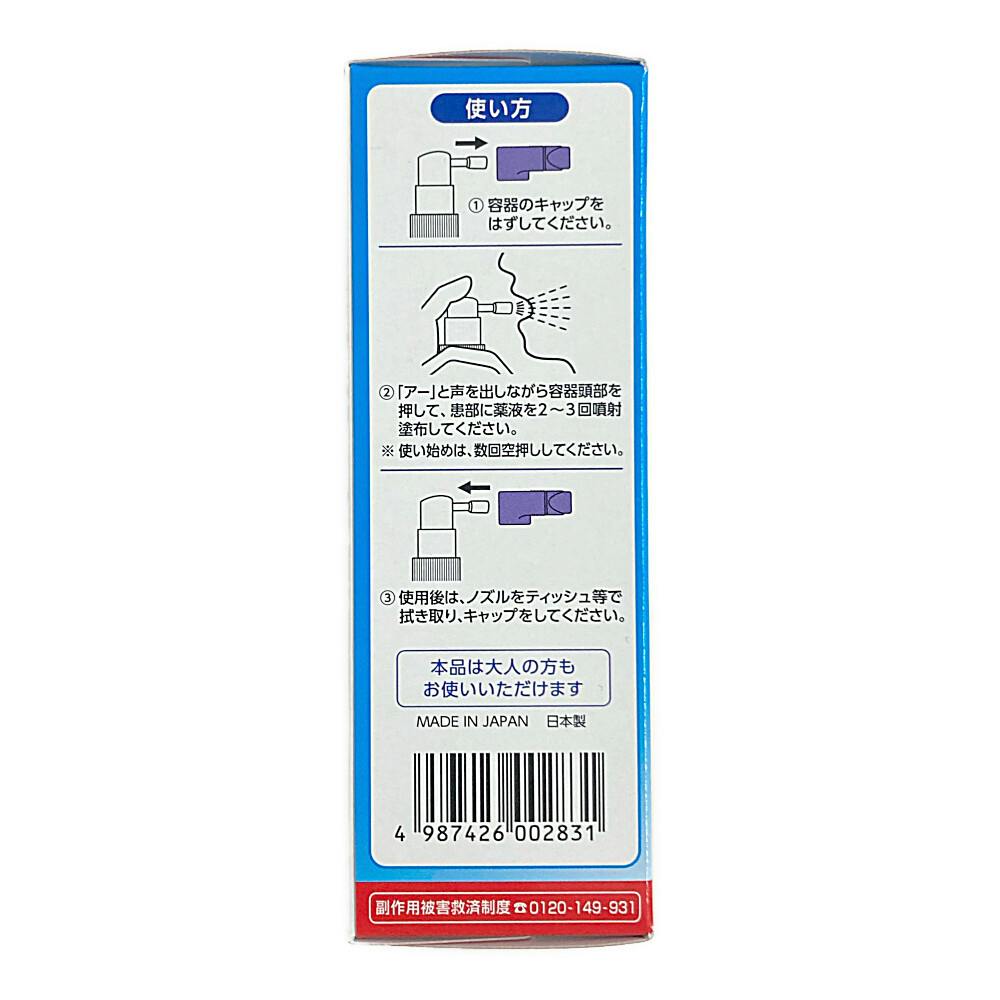 使い方
① 容器のキャップを
はずしてください。
② 「アー」と声を出しながら容器頭部を
押して、患部に薬液を2～3回噴射
塗布してください。
※ 使い始めは、数回空押ししてください。
③ 使用後は、ノズルをティッシュ等で
拭き取り、キャップをしてください。
本品は大人の方も
お使いいただけます
MADE IN JAPAN 日本製
4 987426 002831
副作用被害救済制度☎0120-149-931